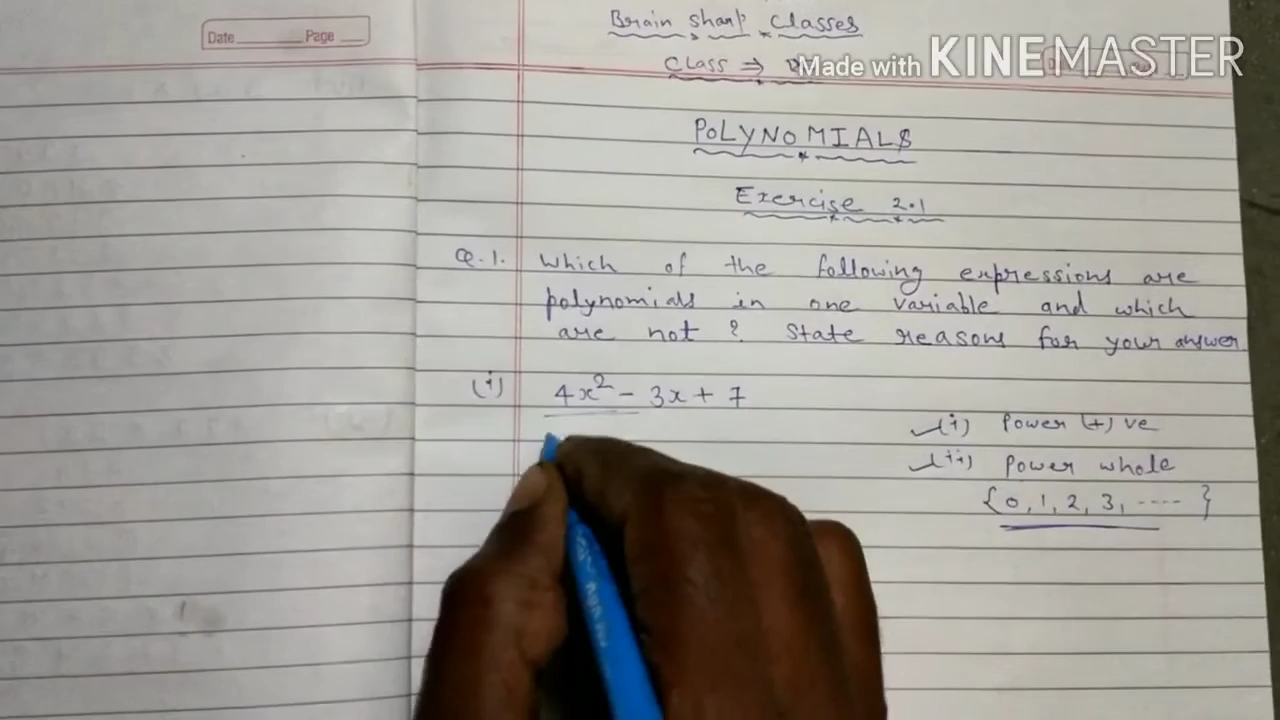 Date Page
Brain sharp classes
Class ⇒
Made with KINEMASTER
POLYNOMIALS
Exercise 2.1
Q.1. Which of the following expressions are
polynomials in one variable and which
are not ? State reasons for your answer
(i) 4x² - 3x + 7
(i) Power (+) ve
(ii) Power whole
{0, 1, 2, 3, ---- }